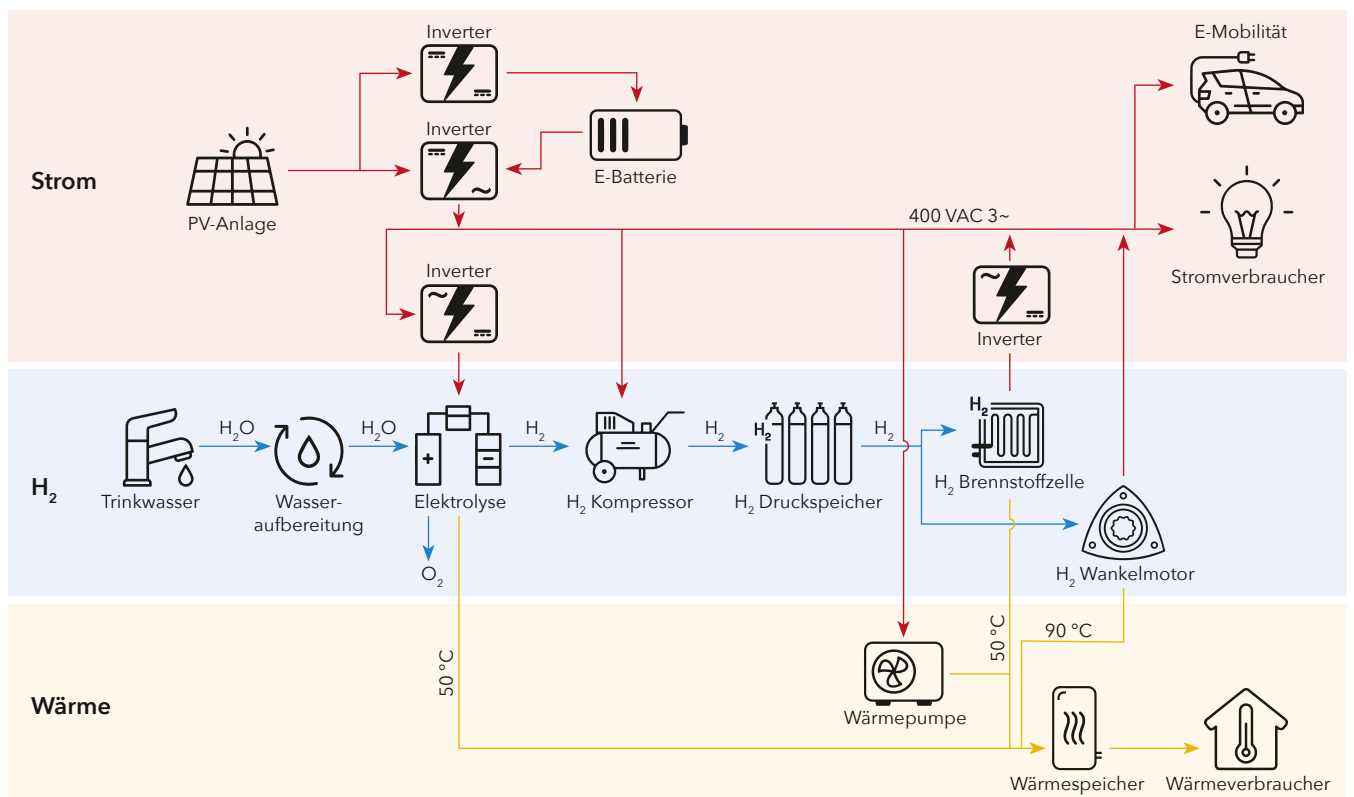 Inverter
E-Mobilität
Inverter
Strom
E-Batterie
PV-Anlage
400 VAC 3~
Inverter
Stromverbraucher
Inverter
H₂
H₂O
H₂O
H₂
H₂
H₂
H₂
H₂
Trinkwasser
Wasser-
aufbereitung
Elektrolyse
H₂ Kompressor
H₂ Druckspeicher
H₂ Brennstoffzelle
O₂
H₂ Wankelmotor
50 °C
50 °C
90 °C
Wärme
Wärmepumpe
Wärmespeicher
Wärmeverbraucher